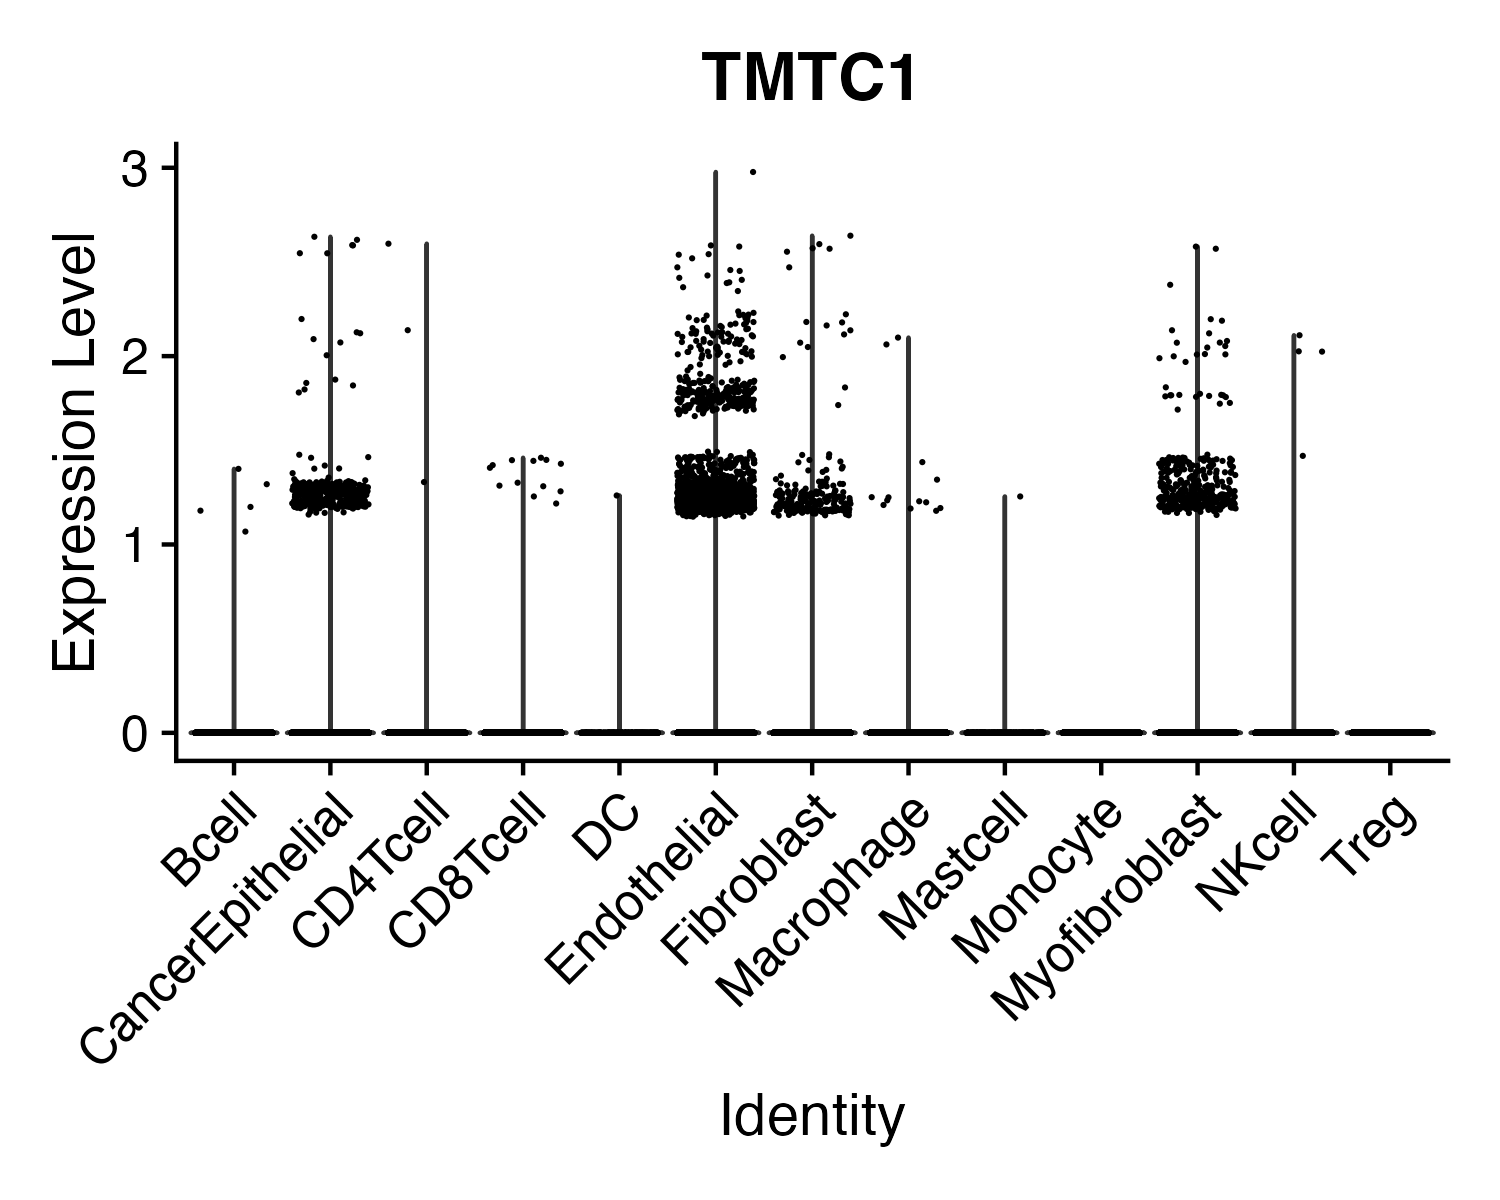 TMTC1
Expression Level
3
2
1
0
Bcell
CancerEpithelial
CD4Tcell
CD8Tcell
DC
Endothelial
Fibroblast
Macrophage
Mastcell
Monocyte
Myofibroblast
NKcell
Treg
Identity